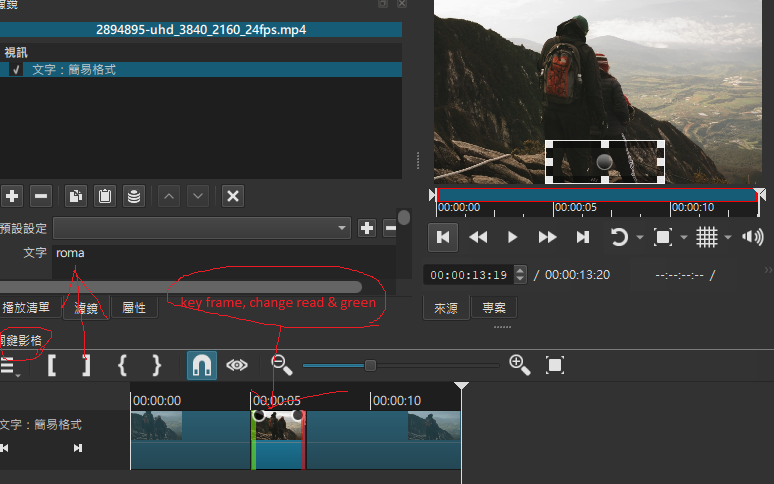 濾鏡
2894895-uhd_3840_2160_24fps.mp4
視訊
文字：簡易格式
預設設定
文字
roma
00:00:00
00:00:05
00:00:10
00:00:13:19
/ 00:00:13:20
--:--:--:-- /
播放清單
濾鏡
屬性
key frame, change read & green
來源
專案
關鍵影格
00:00:00
00:00:05
00:00:10
文字：簡易格式